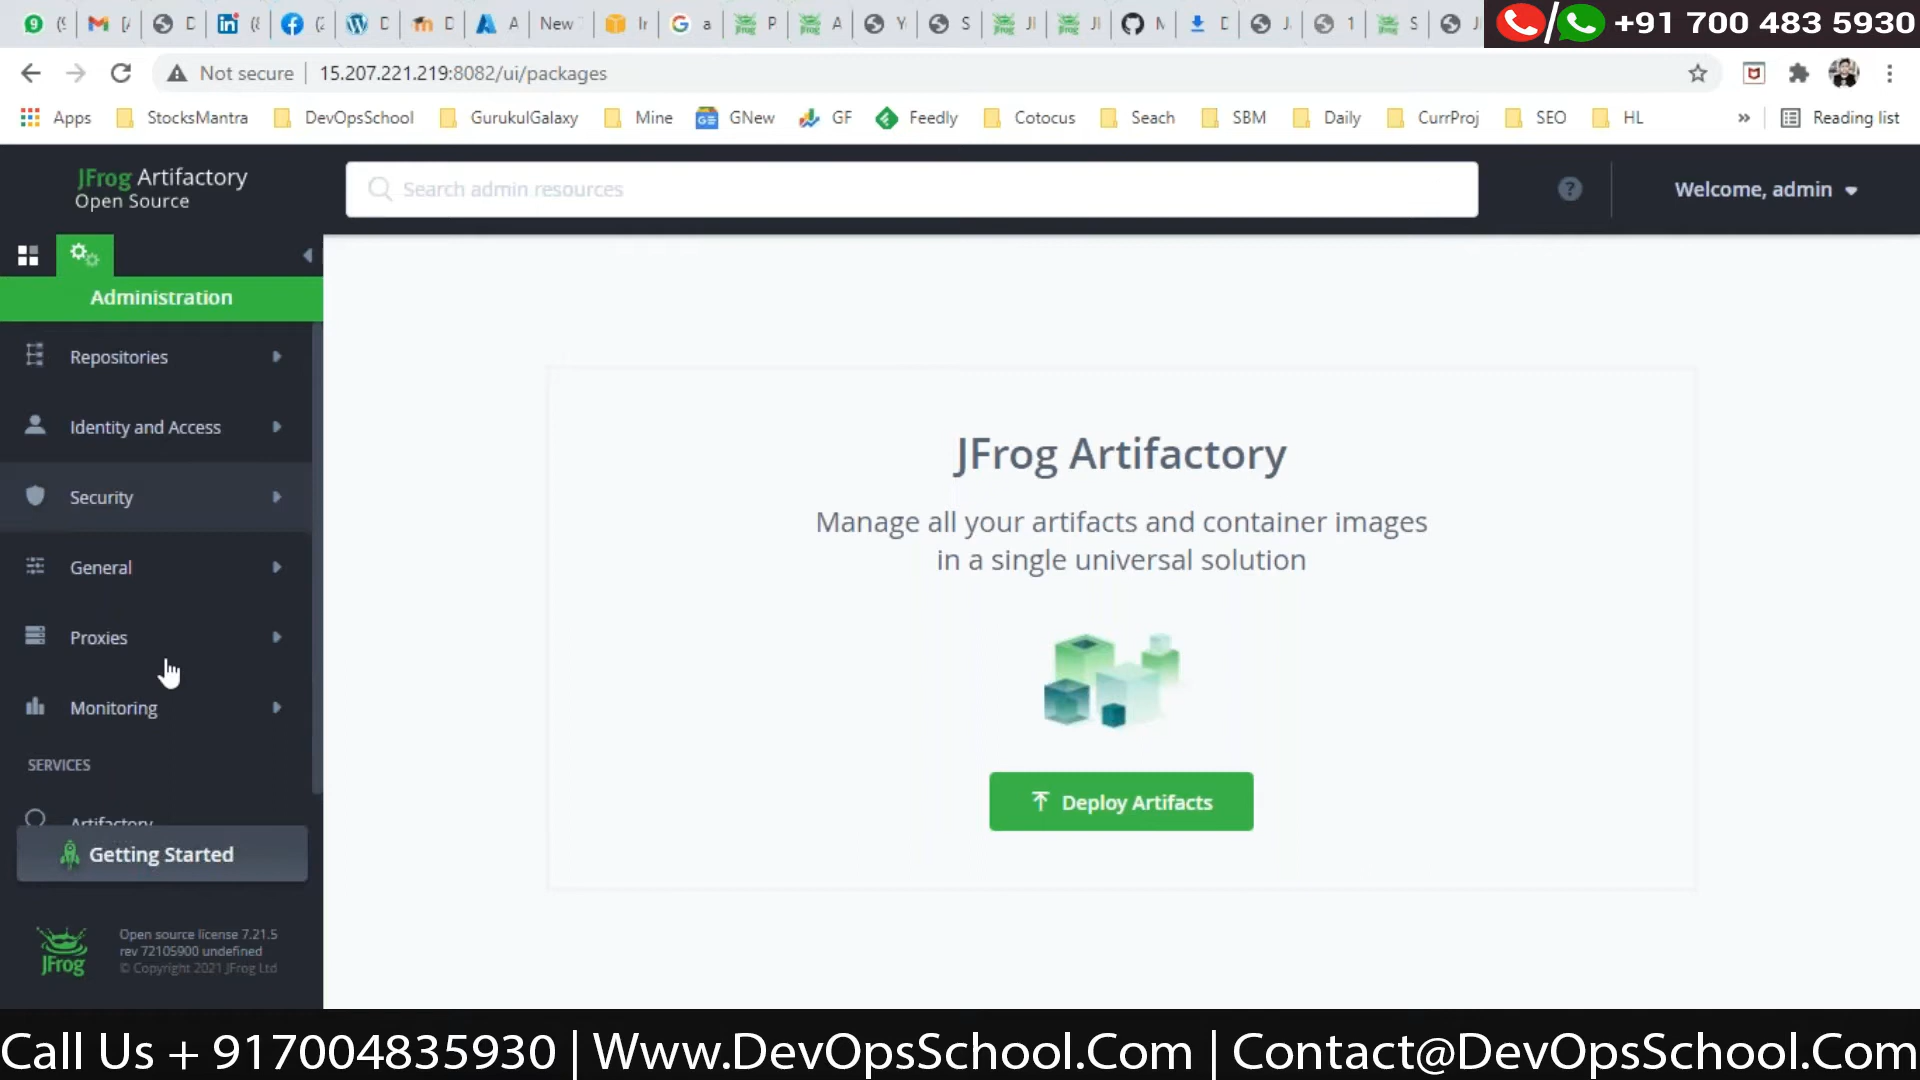 +91 700 483 5930
Not secure
15.207.221.219:8082/ui/packages
Apps
StocksMantra
DevOpsSchool
GurukulGalaxy
Mine
GNew
GF
Feedly
Cotocus
Seach
SBM
Daily
CurrProj
SEO
HL
»
Reading list
JFrog Artifactory
Open Source
Search admin resources
Welcome, admin
Administration
Repositories
Identity and Access
Security
General
Proxies
Monitoring
SERVICES
Artifactory
Getting Started
JFrog
Open source license 7.21.5
rev 72105900 undefined
© Copyright 2021 JFrog Ltd
JFrog Artifactory
Manage all your artifacts and container images
in a single universal solution
Deploy Artifacts
Call Us + 917004835930 | Www.DevOpsSchool.Com | Contact@DevOpsSchool.Com